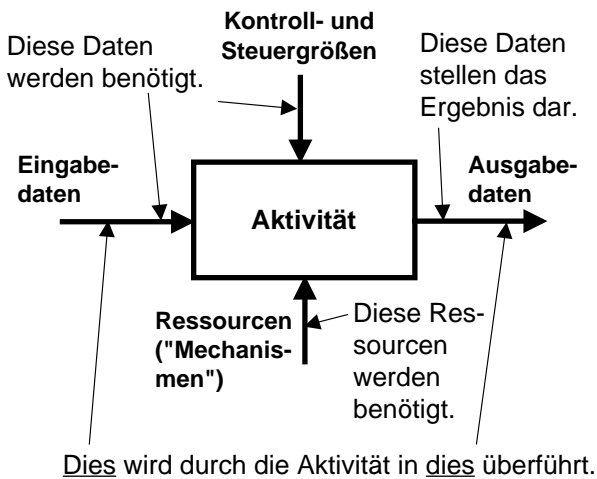 Kontroll- und
Steuergrößen
Diese Daten
werden benötigt.
Diese Daten
stellen das
Ergebnis dar.
Eingabe-
daten
Ausgabe-
daten
Aktivität
Ressourcen
("Mechanis-
men")
Diese Res-
sourcen
werden
benötigt.
Dies wird durch die Aktivität in dies überführt.